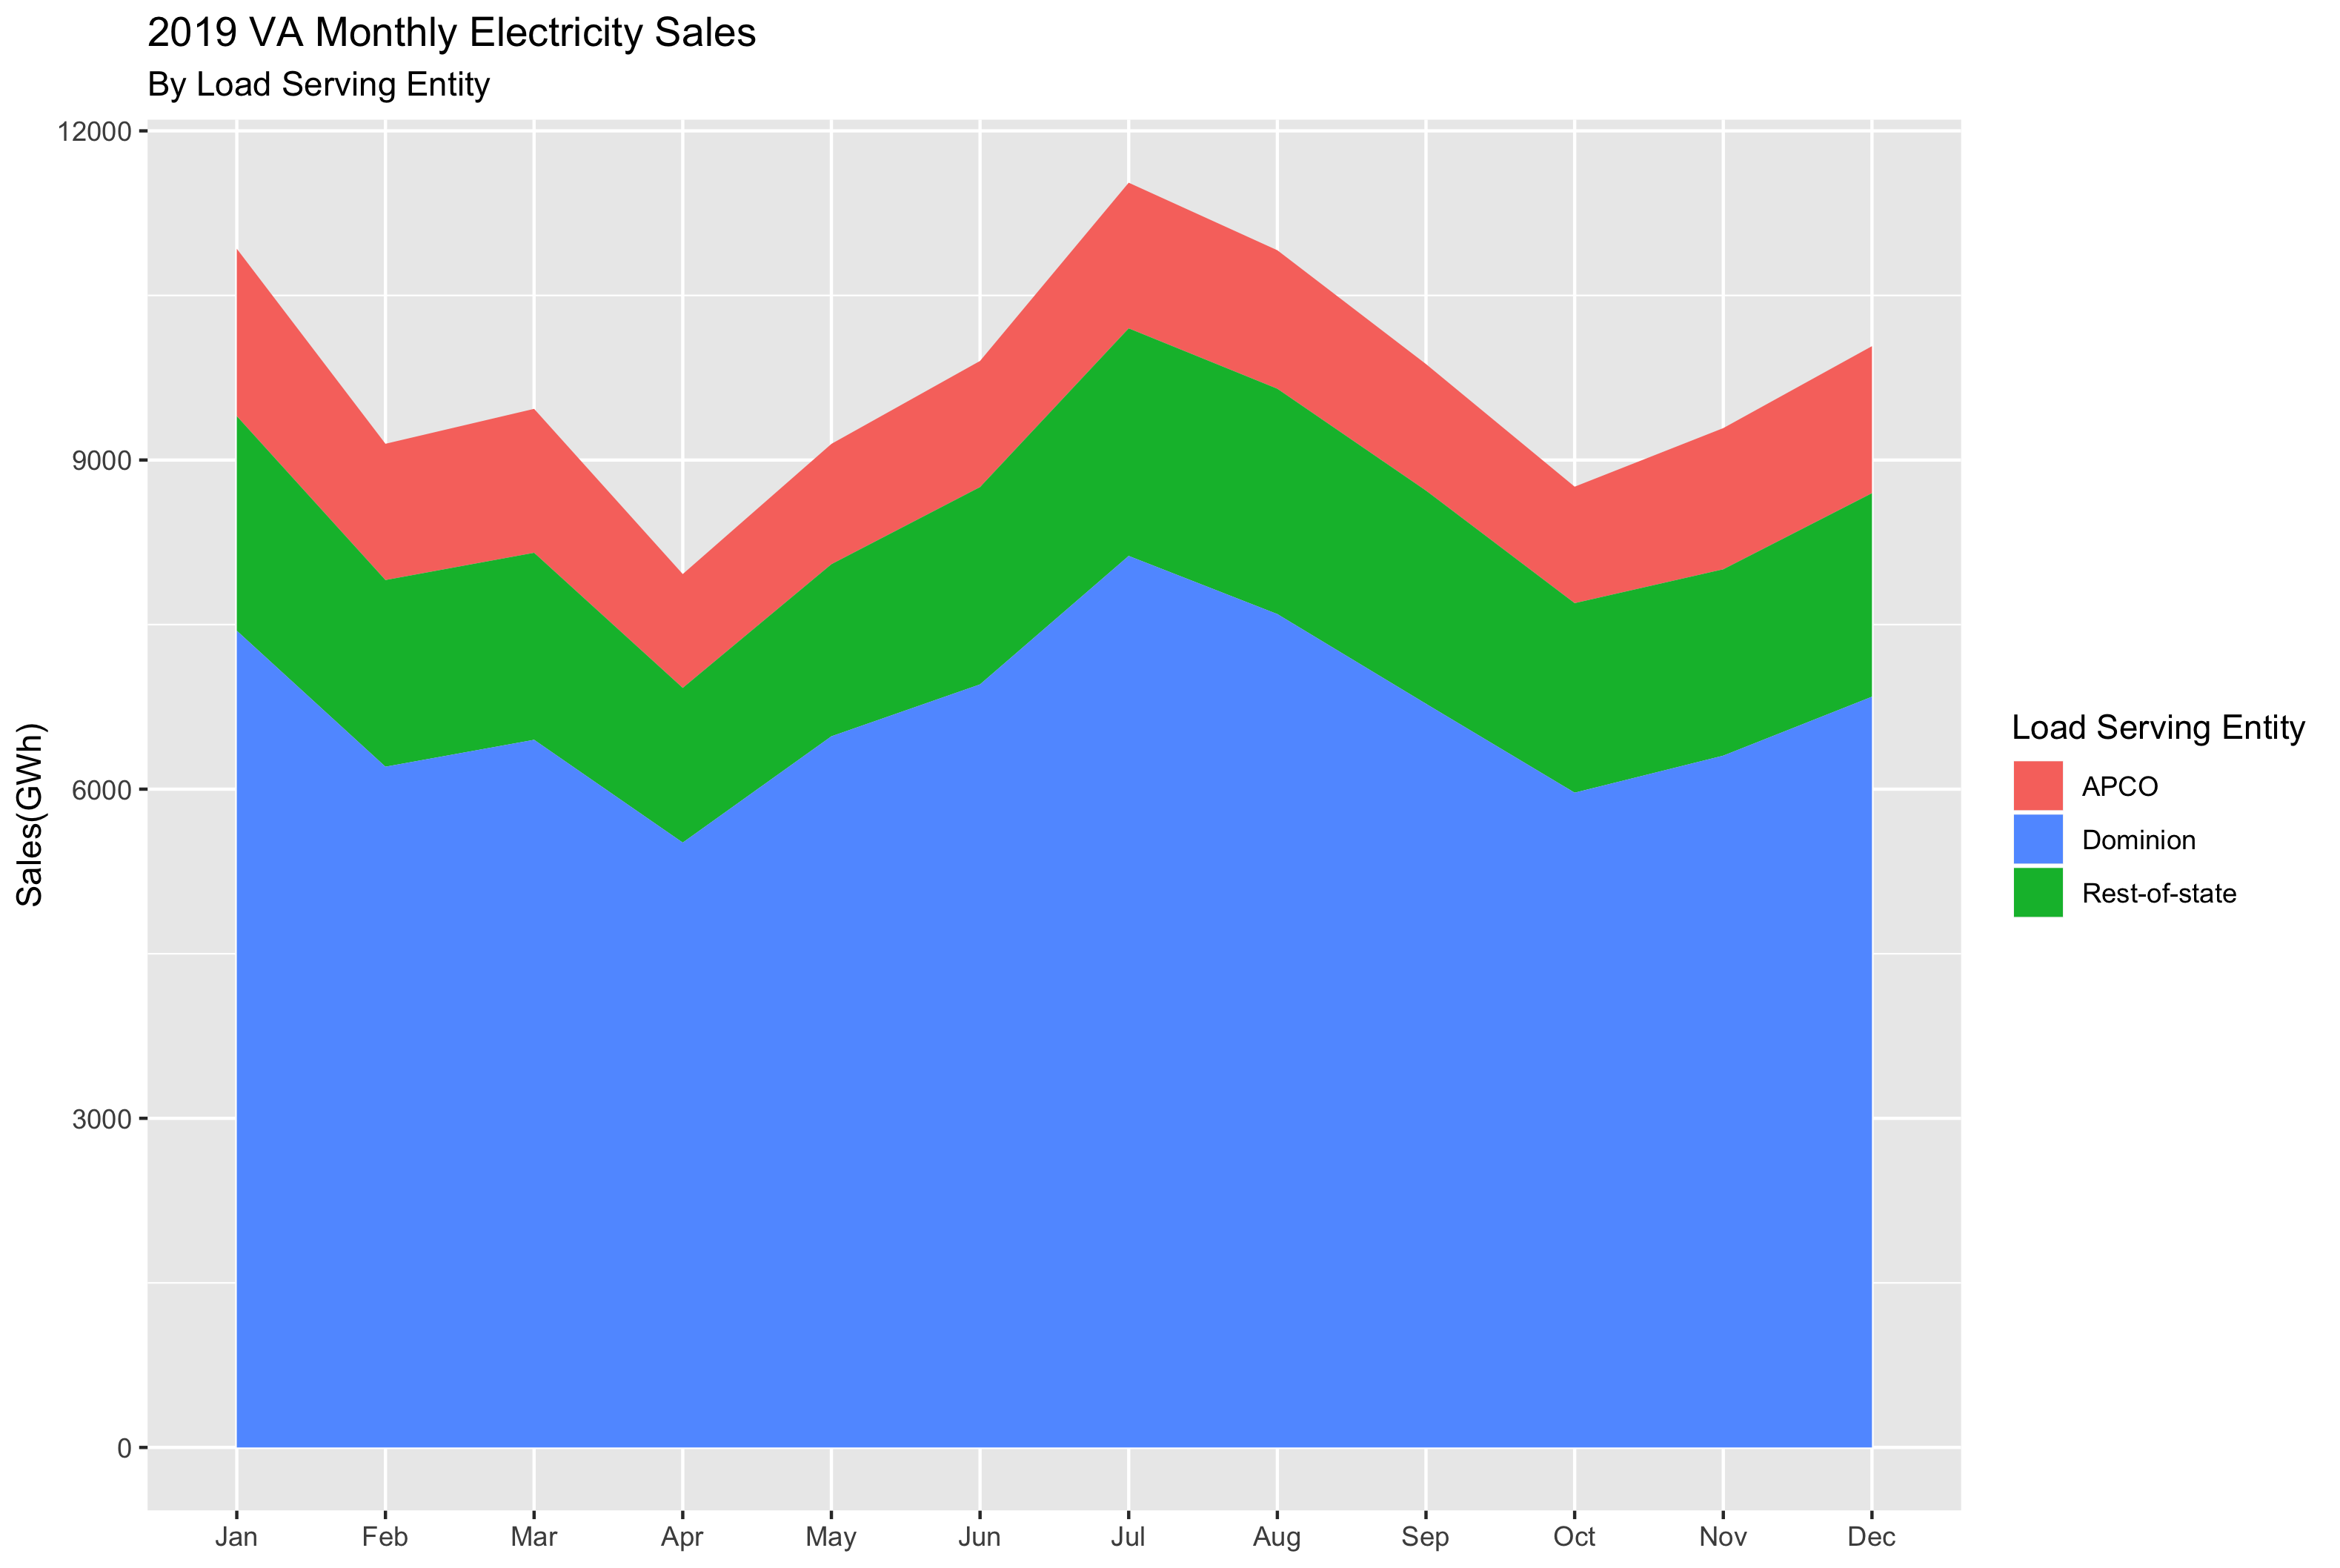 2019 VA Monthly Electricity Sales
By Load Serving Entity
12000
9000
6000
3000
0
Sales(GWh)
Jan Feb Mar Apr May Jun Jul Aug Sep Oct Nov Dec
Load Serving Entity
APCO
Dominion
Rest-of-state